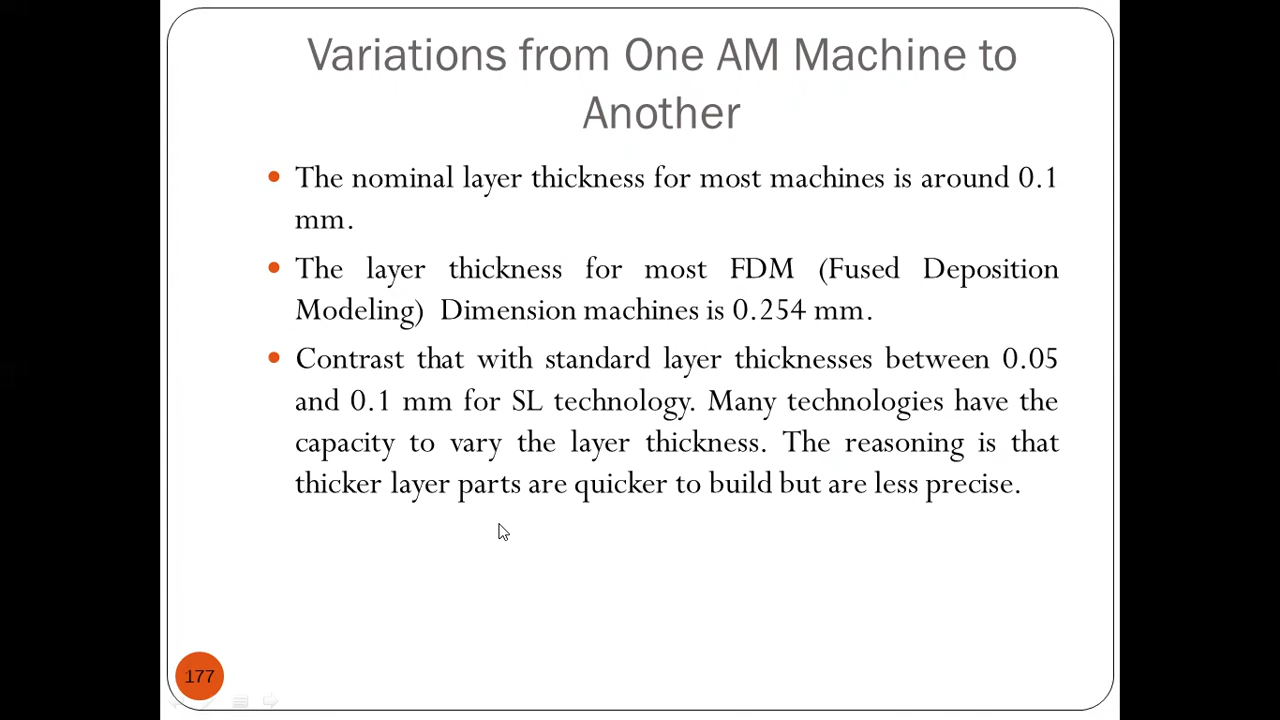 Variations from One AM Machine to
Another
• The nominal layer thickness for most machines is around 0.1
mm.
• The layer thickness for most FDM (Fused Deposition
Modeling) Dimension machines is 0.254 mm.
• Contrast that with standard layer thicknesses between 0.05
and 0.1 mm for SL technology. Many technologies have the
capacity to vary the layer thickness. The reasoning is that
thicker layer parts are quicker to build but are less precise.
177